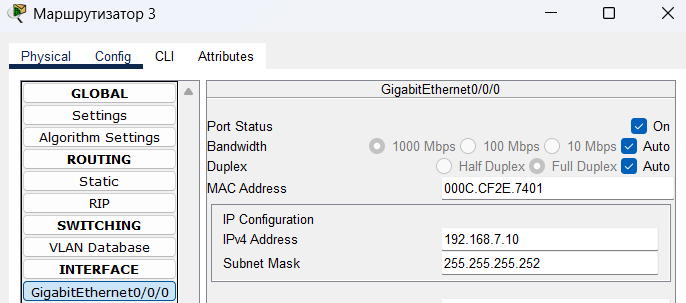 Маршрутизатор 3
Physical Config CLI Attributes
GLOBAL
Settings
Algorithm Settings
ROUTING
Static
RIP
SWITCHING
VLAN Database
INTERFACE
GigabitEthernet0/0/0
GigabitEthernet0/0/0
Port Status On
Bandwidth 1000 Mbps 100 Mbps 10 Mbps Auto
Duplex Half Duplex Full Duplex Auto
MAC Address 000C.CF2E.7401
IP Configuration
IPv4 Address 192.168.7.10
Subnet Mask 255.255.255.252